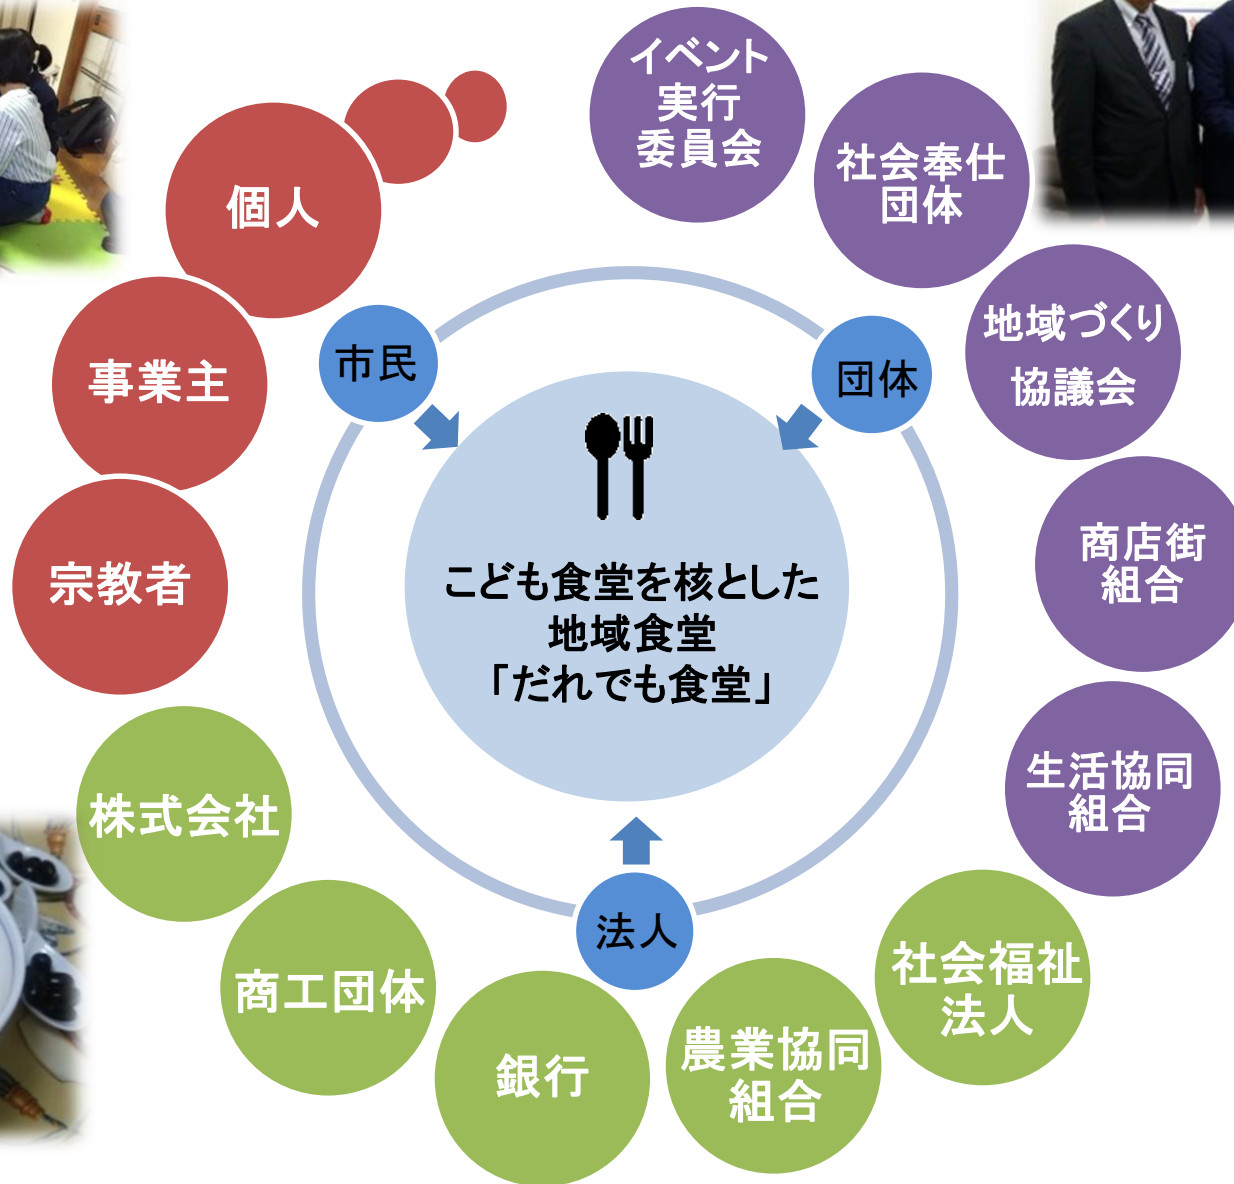 イベント
実行
委員会
社会奉仕
団体
個人
地域づくり
協議会
市民
団体
事業主
商店街
組合
こども食堂を核とした
地域食堂
「だれでも食堂」
宗教者
生活協同
組合
株式会社
法人
社会福祉
法人
商工団体
銀行
農業協同
組合